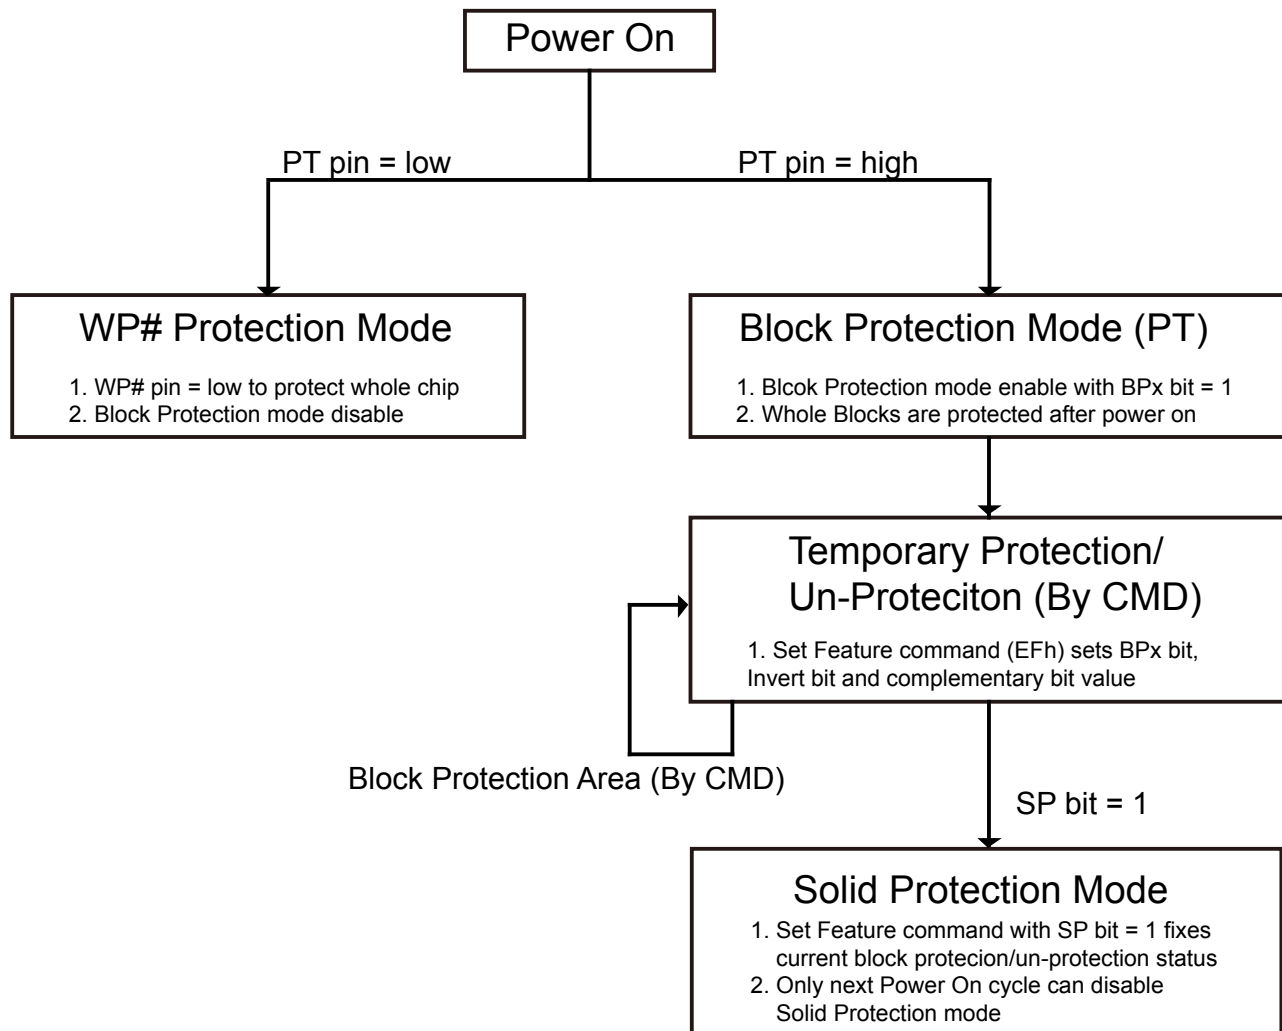 Power On
PT pin = low
PT pin = high
WP# Protection Mode
1. WP# pin = low to protect whole chip
2. Block Protection mode disable
Block Protection Mode (PT)
1. Blcok Protection mode enable with BPx bit = 1
2. Whole Blocks are protected after power on
Temporary Protection/
Un-Proteciton (By CMD)
1. Set Feature command (EFh) sets BPx bit,
Invert bit and complementary bit value
Block Protection Area (By CMD)
SP bit = 1
Solid Protection Mode
1. Set Feature command with SP bit = 1 fixes
current block protecion/un-protection status
2. Only next Power On cycle can disable
Solid Protection mode